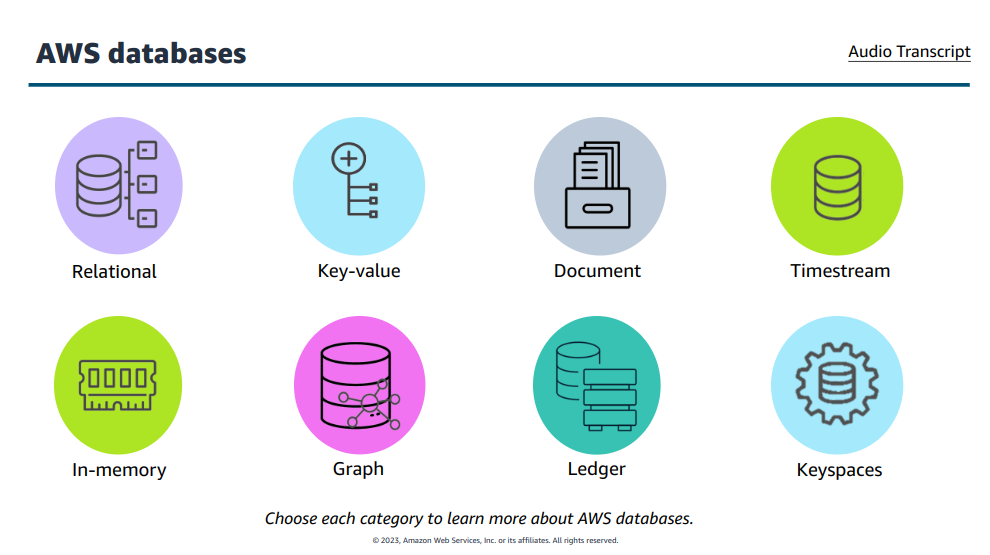 AWS databases
Audio Transcript
Relational
Key-value
Document
Timestream
In-memory
Graph
Ledger
Keyspaces
Choose each category to learn more about AWS databases.
© 2023, Amazon Web Services, Inc. or its affiliates. All rights reserved.